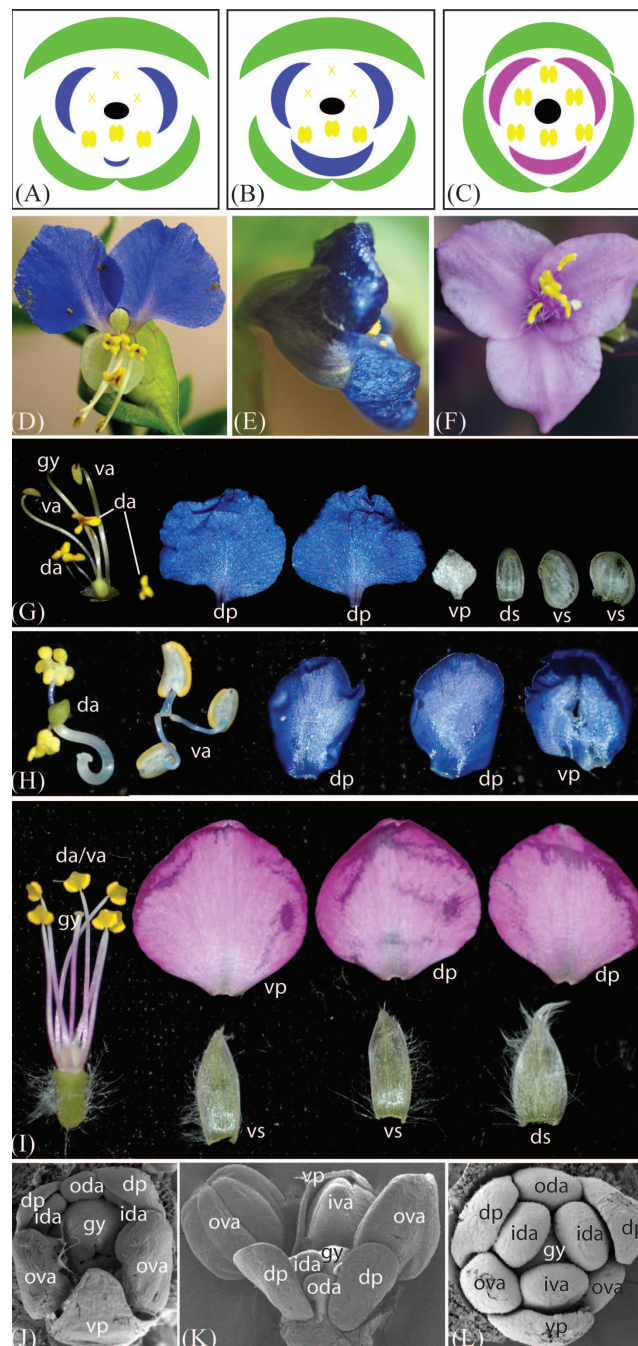 (A) (B) (C)
x
x x
x
x x
(D) (E) (F)
gy va
va da
da
(G) dp dp vp ds vs vs
da
va
(H) dp dp vp
da/va
gy
vp dp dp
(I) vs vs ds
dp oda dp
ida gy ida
ova ova
(J) vp
vp
ova iva ova
gy
ida
dp oda dp
(K)
oda
dp ida ida dp
gy
ova iva ova
(L) vp